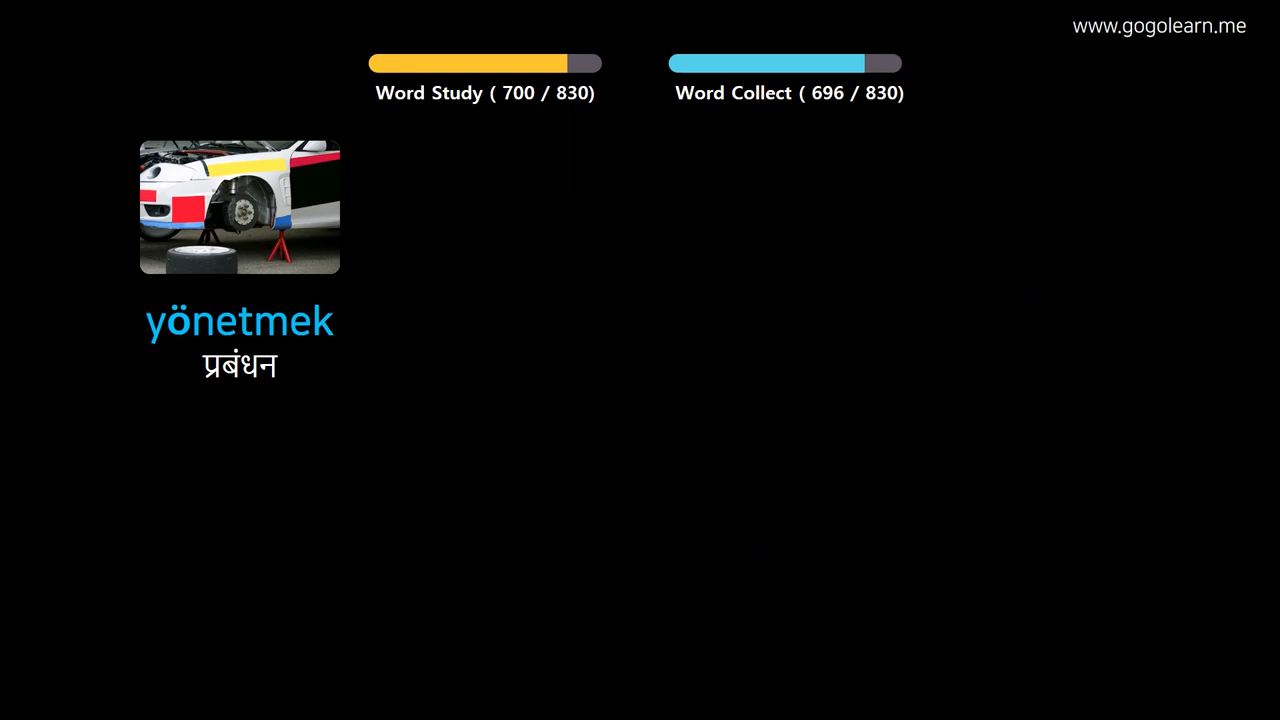 www.gogolearn.me
Word Study ( 700 / 830)
Word Collect ( 696 / 830)
yönetmek
प्रबंधन